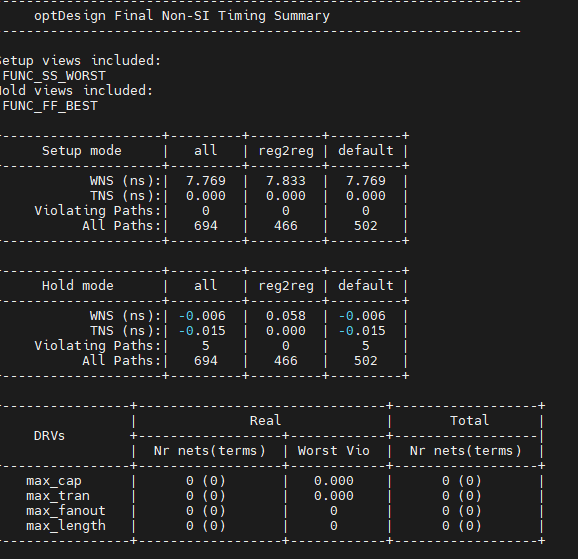 ------------------------------------------------------------------
optDesign Final Non-SI Timing Summary
------------------------------------------------------------------
Setup views included:
FUNC_SS_WORST
Hold views included:
FUNC_FF_BEST
+--------------------+---------+---------+---------+
| Setup mode | all | reg2reg | default |
+--------------------+---------+---------+---------+
| WNS (ns):| 7.769 | 7.833 | 7.769 |
| TNS (ns):| 0.000 | 0.000 | 0.000 |
| Violating Paths:| 0 | 0 | 0 |
| All Paths:| 694 | 466 | 502 |
+--------------------+---------+---------+---------+
+--------------------+---------+---------+---------+
| Hold mode | all | reg2reg | default |
+--------------------+---------+---------+---------+
| WNS (ns):| -0.006 | 0.058 | -0.006 |
| TNS (ns):| -0.015 | 0.000 | -0.015 |
| Violating Paths:| 5 | 0 | 5 |
| All Paths:| 694 | 466 | 502 |
+--------------------+---------+---------+---------+
+----------------+-------------------------------+------------------+
| | Real | Total |
| DRVs +------------------+------------+------------------|
| | Nr nets(terms) | Worst Vio | Nr nets(terms) |
+----------------+------------------+------------+------------------+
| max_cap | 0 (0) | 0.000 | 0 (0) |
| max_tran | 0 (0) | 0.000 | 0 (0) |
| max_fanout | 0 (0) | 0 | 0 (0) |
| max_length | 0 (0) | 0 | 0 (0) |
+----------------+------------------+------------+------------------+